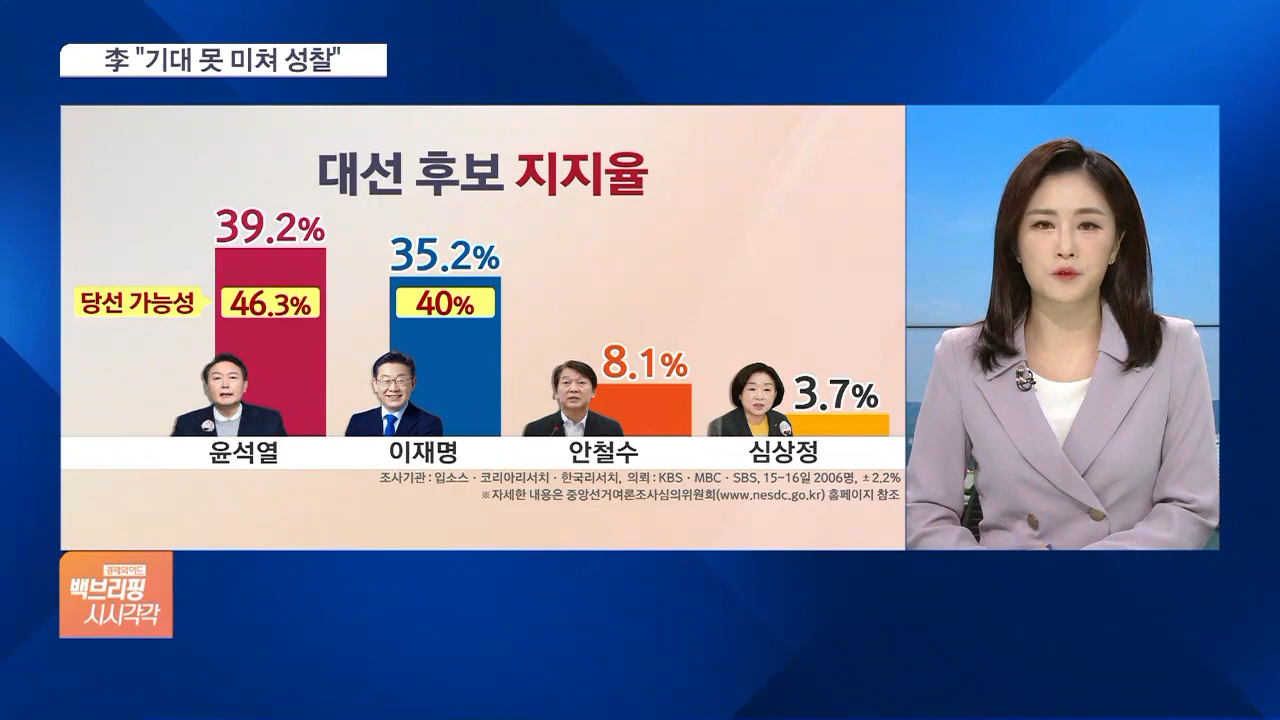 李 "기대 못 미쳐 성찰"
대선 후보 지지율
39.2%
35.2%
당선 가능성
46.3%
40%
8.1%
3.7%
윤석열
이재명
안철수
심상정
조사기관 : 입소스 · 코리아리서치 · 한국리서치, 의뢰 : KBS · MBC · SBS, 15~16일 2006명, ±2.2%
※자세한 내용은 중앙선거여론조사심의위원회(www.nesdc.go.kr) 홈페이지 참조
경제와이드
백브리핑
시시각각